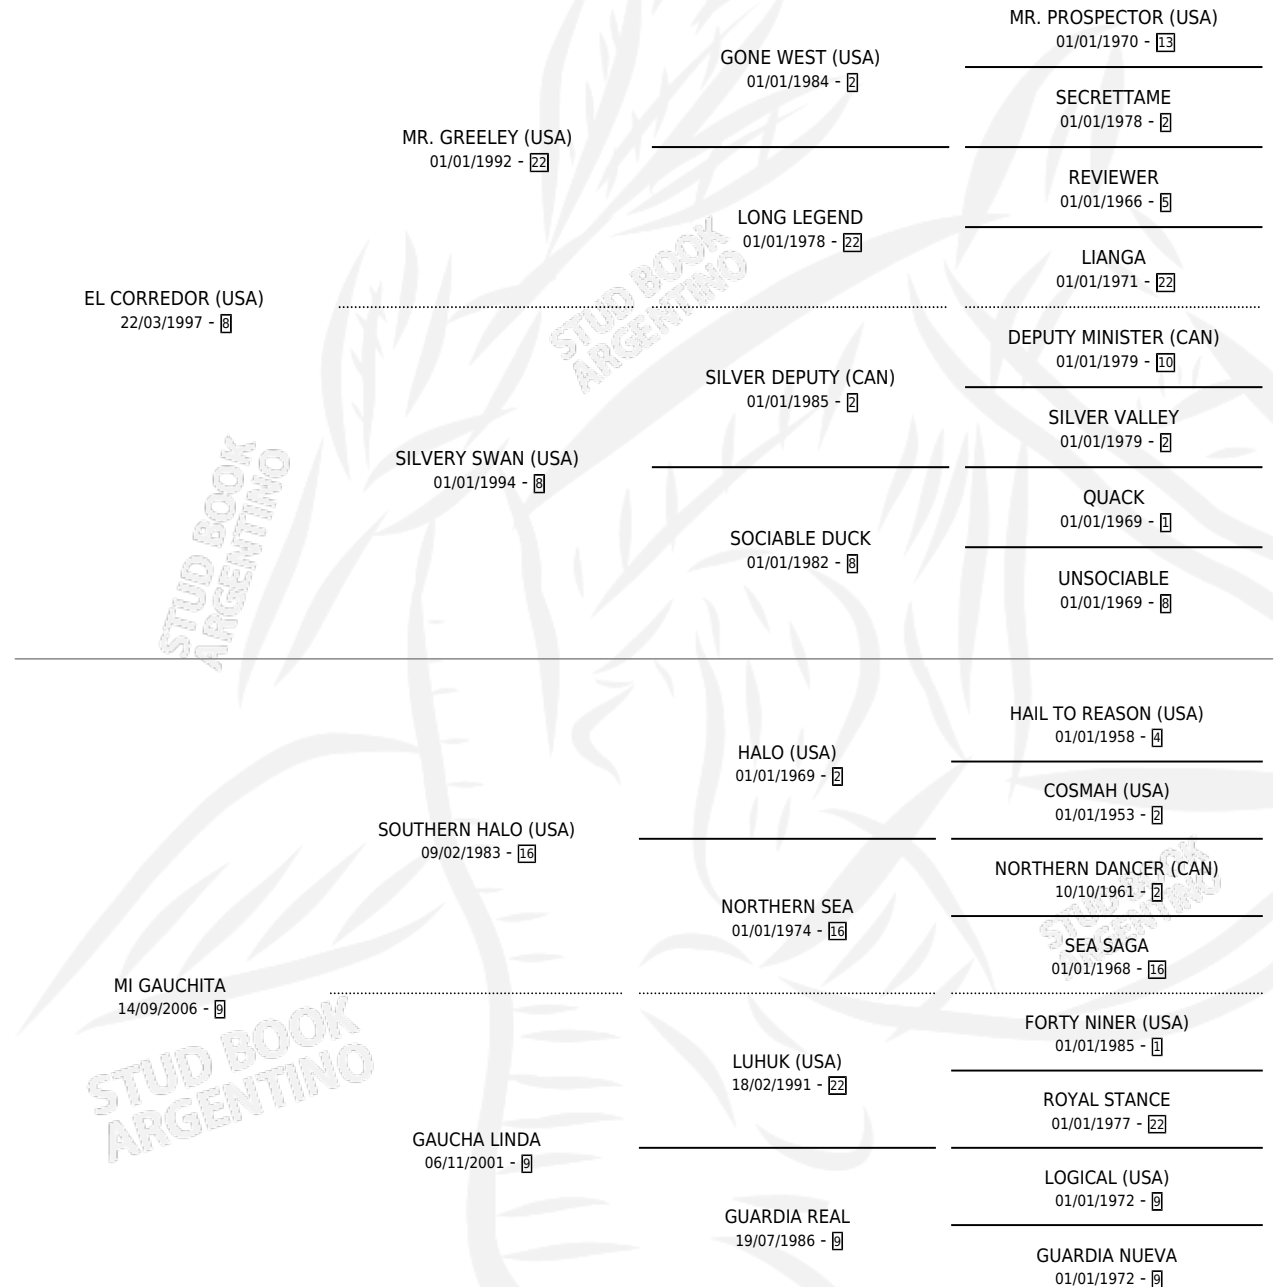 MR. PROSPECTOR (USA)
01/01/1970 - 13
GONE WEST (USA)
01/01/1984 - 2
SECRETTAME
01/01/1978 - 2
MR. GREELEY (USA)
01/01/1992 - 22
REVIEWER
01/01/1966 - 5
LONG LEGEND
01/01/1978 - 22
LIANGA
01/01/1971 - 22
EL CORREDOR (USA)
22/03/1997 - 8
STUD BOOK
ARGENTINO
DEPUTY MINISTER (CAN)
01/01/1979 - 10
SILVER DEPUTY (CAN)
01/01/1985 - 2
SILVER VALLEY
01/01/1979 - 2
SILVERY SWAN (USA)
01/01/1994 - 8
QUACK
01/01/1969 - 1
SOCIABLE DUCK
01/01/1982 - 8
UNSOCIABLE
01/01/1969 - 8
STUD BOOK
ARGENTINO
HAIL TO REASON (USA)
01/01/1958 - 4
HALO (USA)
01/01/1969 - 2
COSMAH (USA)
01/01/1953 - 2
SOUTHERN HALO (USA)
09/02/1983 - 16
NORTHERN DANCER (CAN)
10/10/1961 - 2
NORTHERN SEA
01/01/1974 - 16
SEA SAGA
01/01/1968 - 16
STUD BOOK
ARGENTINO
MI GAUCHITA
14/09/2006 - 9
FORTY NINER (USA)
01/01/1985 - 1
LUHUK (USA)
18/02/1991 - 22
ROYAL STANCE
01/01/1977 - 22
GAUCHA LINDA
06/11/2001 - 9
LOGICAL (USA)
01/01/1972 - 9
GUARDIA REAL
19/07/1986 - 9
GUARDIA NUEVA
01/01/1972 - 9
STUD BOOK
ARGENTINO